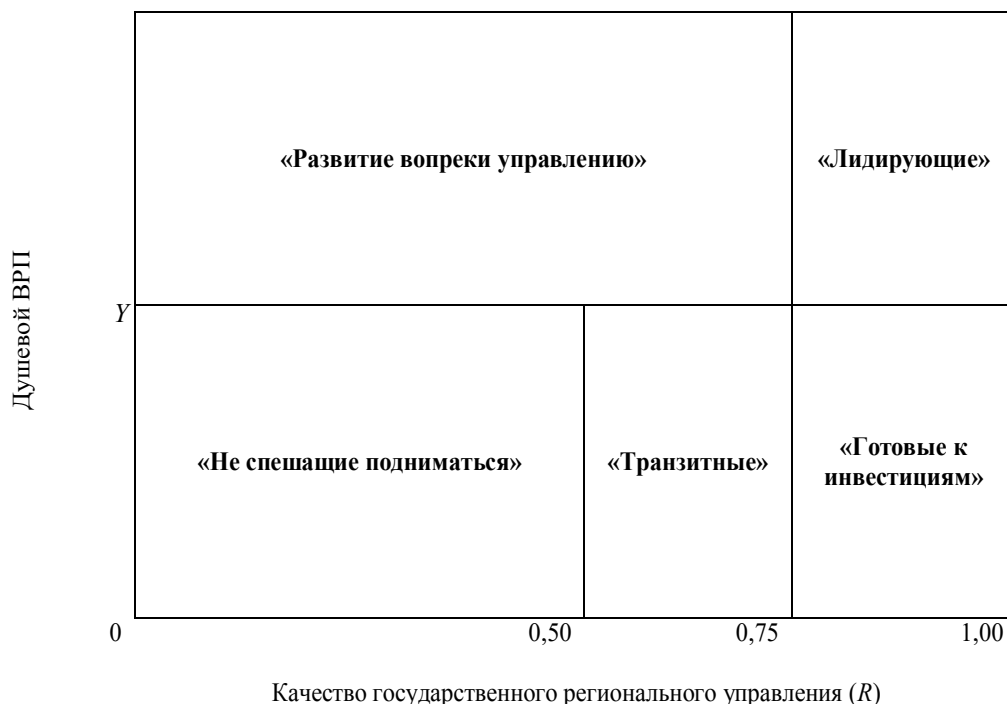 «Развитие вопреки управлению»
«Лидирующие»
Душевой ВРП
Y
«Не спешащие подниматься»
«Транзитные»
«Готовые к
инвестициям»
0
0,50
0,75
1,00
Качество государственного регионального управления (R)